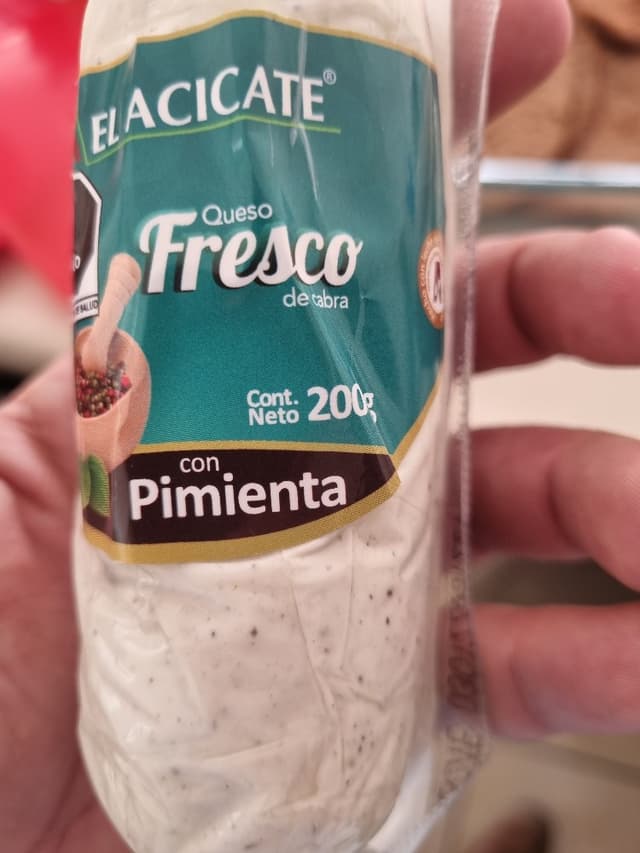 EL ACICATE®
Queso
Fresco
de cabra
Cont.
Neto 200g
con
Pimienta